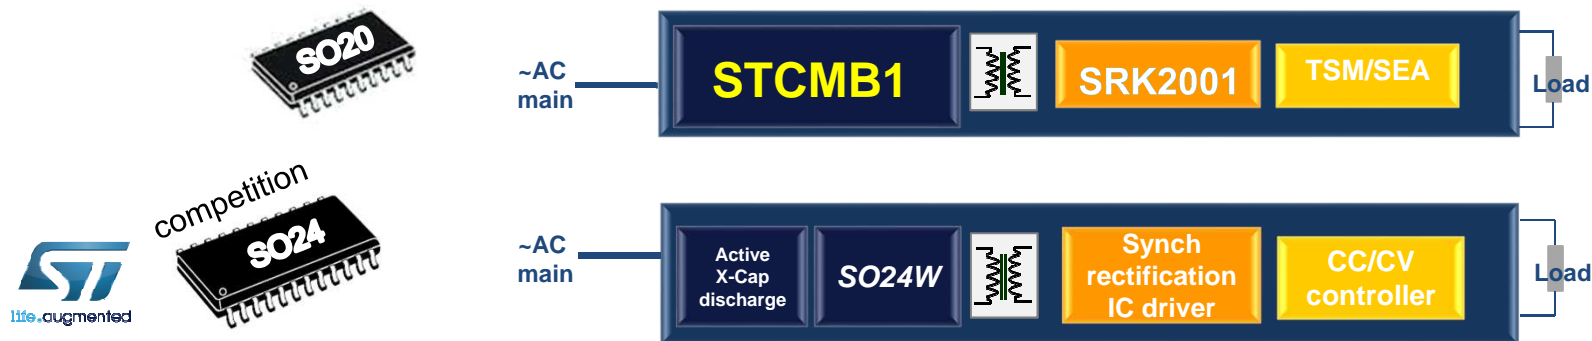 SO20
~AC
main
STCMB1
SRK2001
TSM/SEA
Load
competition
SO24
~AC
main
Active
X-Cap
discharge
SO24W
Synch
rectification
IC driver
CC/CV
controller
Load
ST
life.augmented